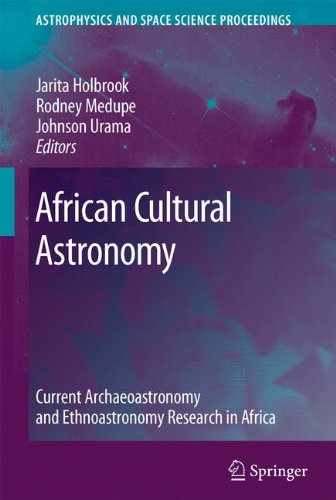 ASTROPHYSICS AND SPACE SCIENCE PROCEEDINGS
Jarita Holbrook
Rodney Medupe
Johnson Urama
Editors
African Cultural
Astronomy
Current Archaeoastronomy
and Ethnoastronomy Research in Africa
Springer